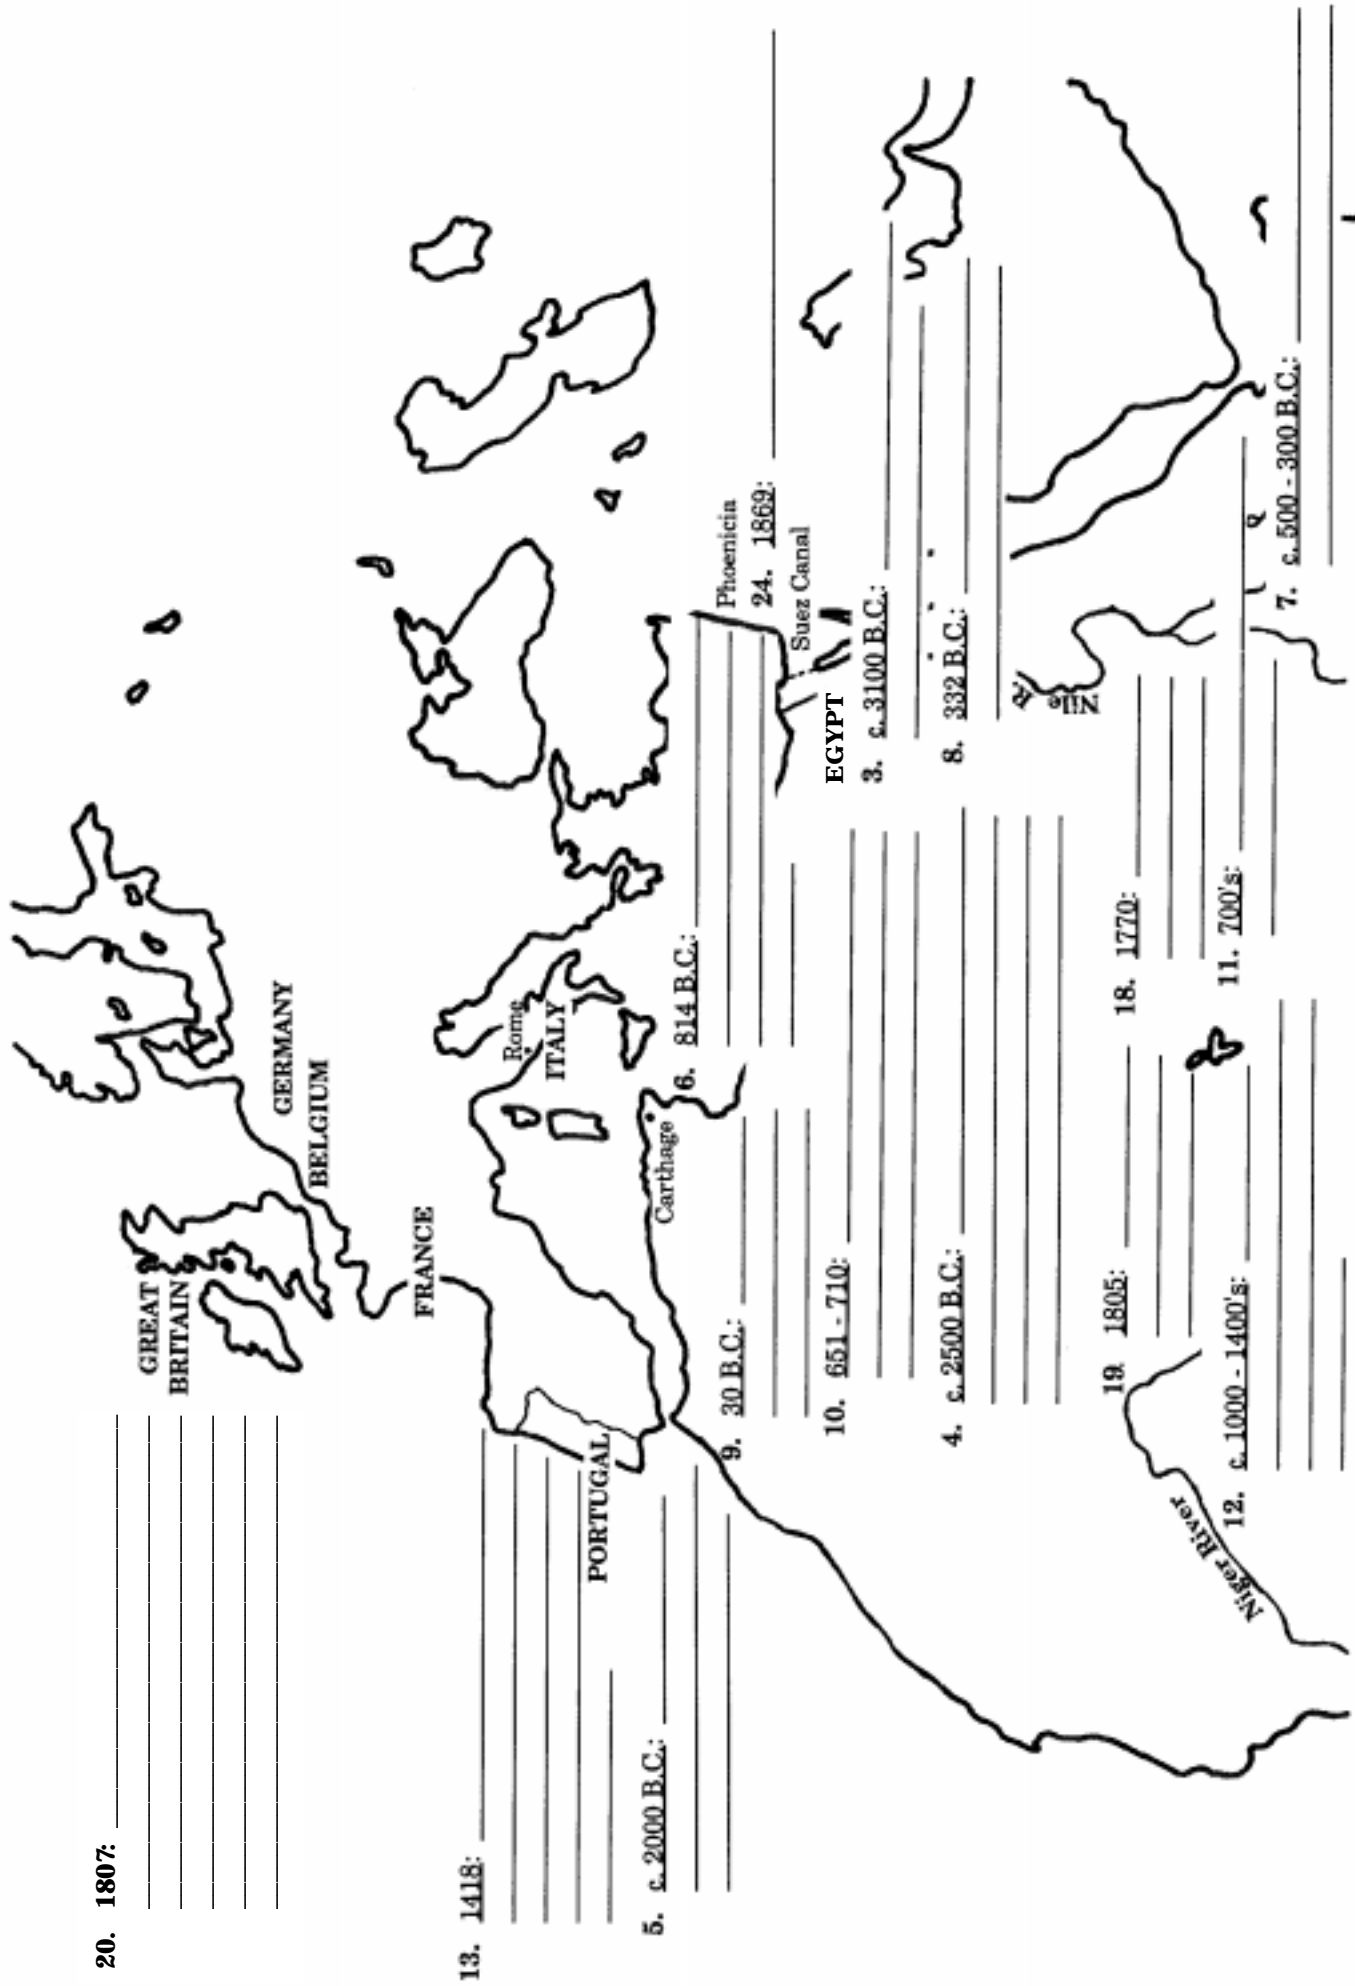 20. 1807:
GREAT
BRITAIN
GERMANY
BELGIUM
FRANCE
13. 1418:
PORTUGAL
Rome
ITALY
5. c. 2000 B.C.:
Carthage
6. 814 B.C.:
Phoenicia
24. 1869:
Suez Canal
9. 30 B.C.:
EGYPT
10. 651 - 710:
3. c. 3100 B.C.:
4. c. 2500 B.C.:
8. 332 B.C.:
Nile R.
19. 1805:
18. 1770:
Niger River
12. c. 1000 - 1400's:
11. 700's:
7. c. 500 - 300 B.C.: